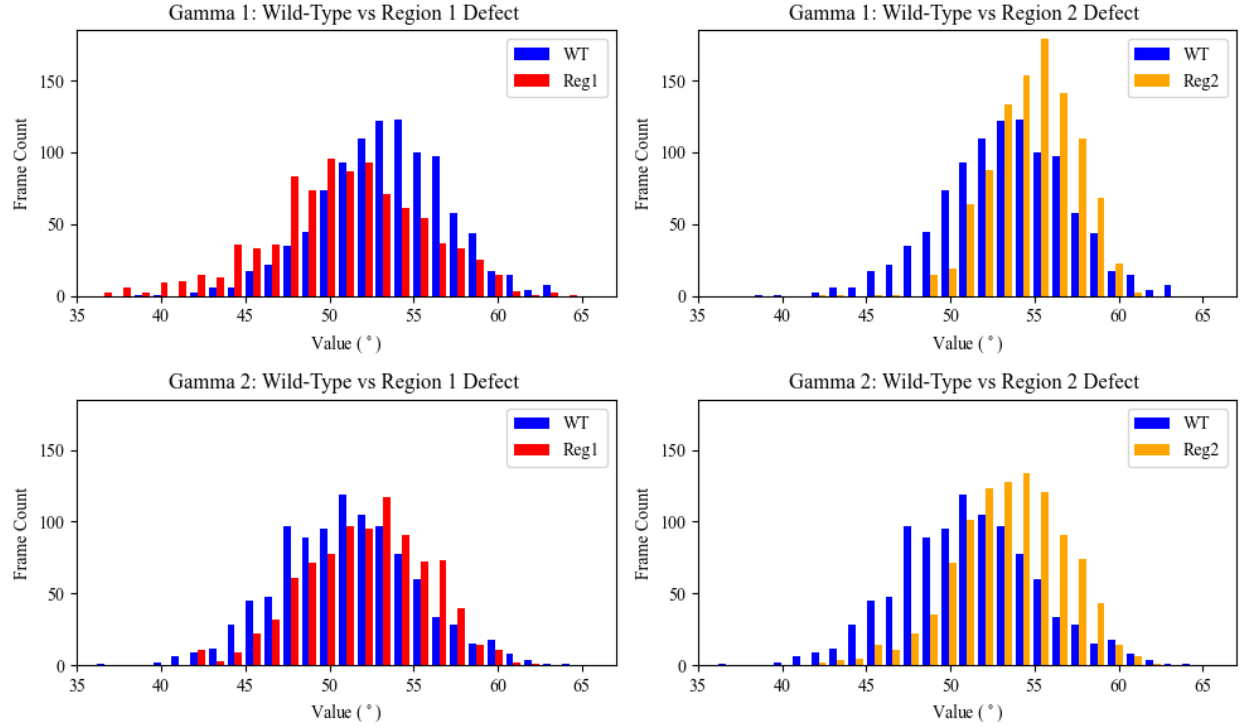 Gamma 1: Wild-Type vs Region 1 Defect
WT
Reg1
Frame Count
150
100
50
0
35 40 45 50 55 60 65
Value (°)
Gamma 1: Wild-Type vs Region 2 Defect
WT
Reg2
Frame Count
150
100
50
0
35 40 45 50 55 60 65
Value (°)
Gamma 2: Wild-Type vs Region 1 Defect
WT
Reg1
Frame Count
150
100
50
0
35 40 45 50 55 60 65
Value (°)
Gamma 2: Wild-Type vs Region 2 Defect
WT
Reg2
Frame Count
150
100
50
0
35 40 45 50 55 60 65
Value (°)